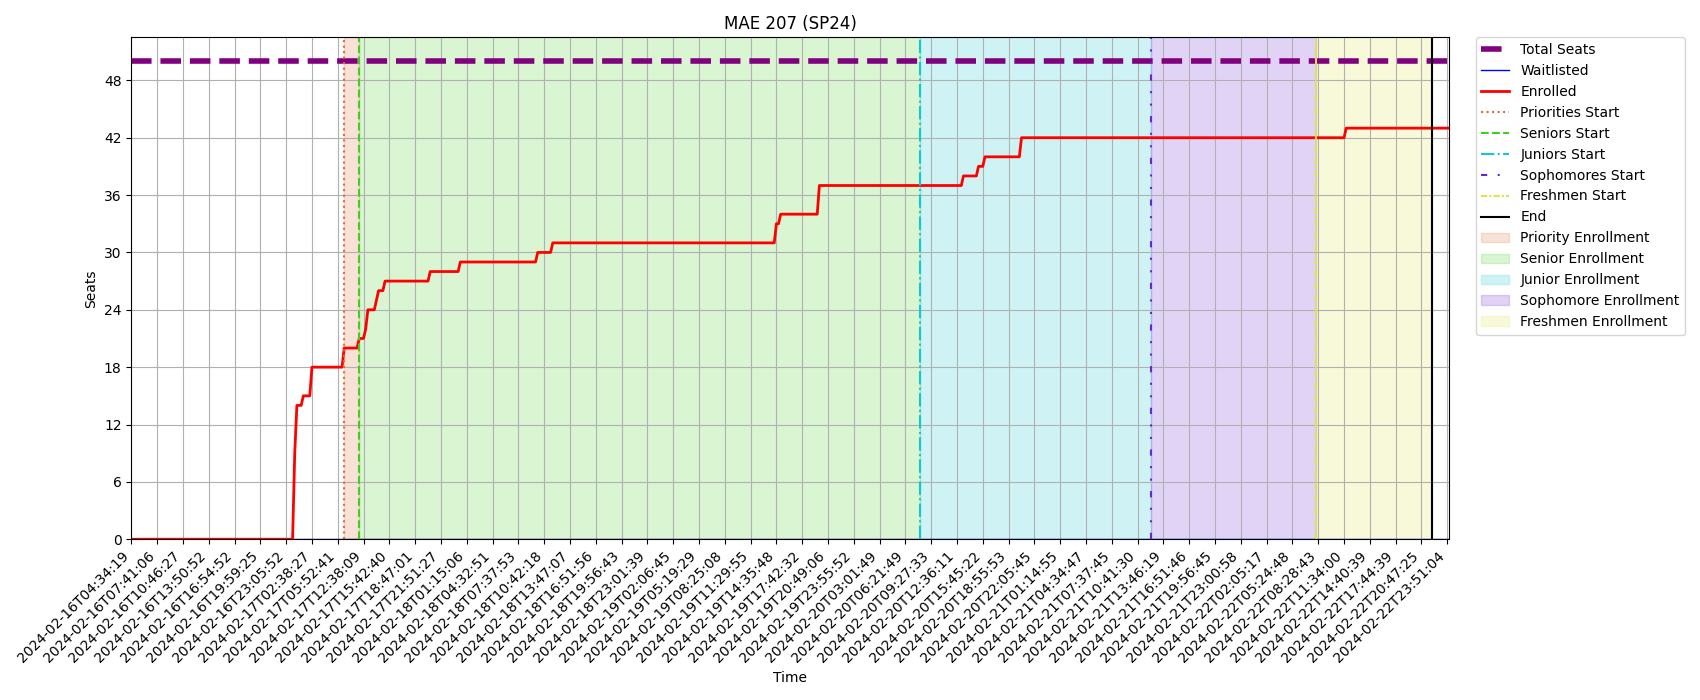 MAE 207 (SP24)
Seats
48
42
36
30
24
18
12
6
0
2024-02-16T04:34:19
2024-02-16T07:41:06
2024-02-16T10:46:27
2024-02-16T13:50:52
2024-02-16T16:54:52
2024-02-16T19:59:25
2024-02-16T23:05:52
2024-02-17T02:38:27
2024-02-17T05:52:41
2024-02-17T12:38:09
2024-02-17T15:42:40
2024-02-17T18:47:01
2024-02-17T21:51:27
2024-02-18T01:15:06
2024-02-18T04:32:51
2024-02-18T07:37:53
2024-02-18T10:42:18
2024-02-18T13:47:07
2024-02-18T16:51:56
2024-02-18T19:56:43
2024-02-18T23:01:39
2024-02-19T02:06:45
2024-02-19T05:19:29
2024-02-19T08:25:08
2024-02-19T11:29:55
2024-02-19T14:35:48
2024-02-19T17:42:32
2024-02-19T20:49:06
2024-02-19T23:55:52
2024-02-20T03:01:49
2024-02-20T06:21:49
2024-02-20T09:27:33
2024-02-20T12:36:11
2024-02-20T15:45:22
2024-02-20T18:55:53
2024-02-20T22:05:45
2024-02-21T01:14:55
2024-02-21T04:34:47
2024-02-21T07:37:45
2024-02-21T10:41:30
2024-02-21T13:46:19
2024-02-21T16:51:46
2024-02-21T19:56:45
2024-02-21T23:00:58
2024-02-22T02:05:17
2024-02-22T05:24:48
2024-02-22T08:28:43
2024-02-22T11:34:00
2024-02-22T14:40:39
2024-02-22T17:44:39
2024-02-22T20:47:25
2024-02-22T23:51:04
Time
Total Seats
Waitlisted
Enrolled
Priorities Start
Seniors Start
Juniors Start
Sophomores Start
Freshmen Start
End
Priority Enrollment
Senior Enrollment
Junior Enrollment
Sophomore Enrollment
Freshmen Enrollment